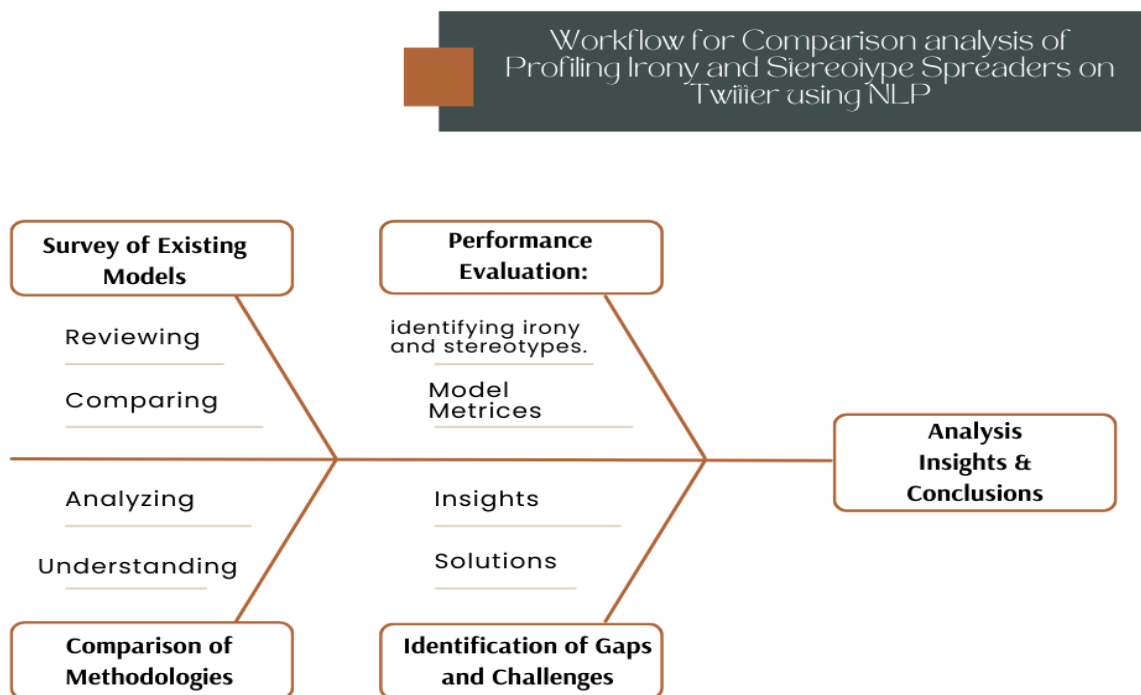 Workflow for Comparison analysis of
Profiling Irony and Stereotype Spreaders on
Twitter using NLP
Survey of Existing
Models
Performance
Evaluation:
Reviewing
Comparing
identifying irony
and stereotypes.
Model
Metrices
Analysis
Insights &
Conclusions
Analyzing
Understanding
Insights
Solutions
Comparison of
Methodologies
Identification of Gaps
and Challenges